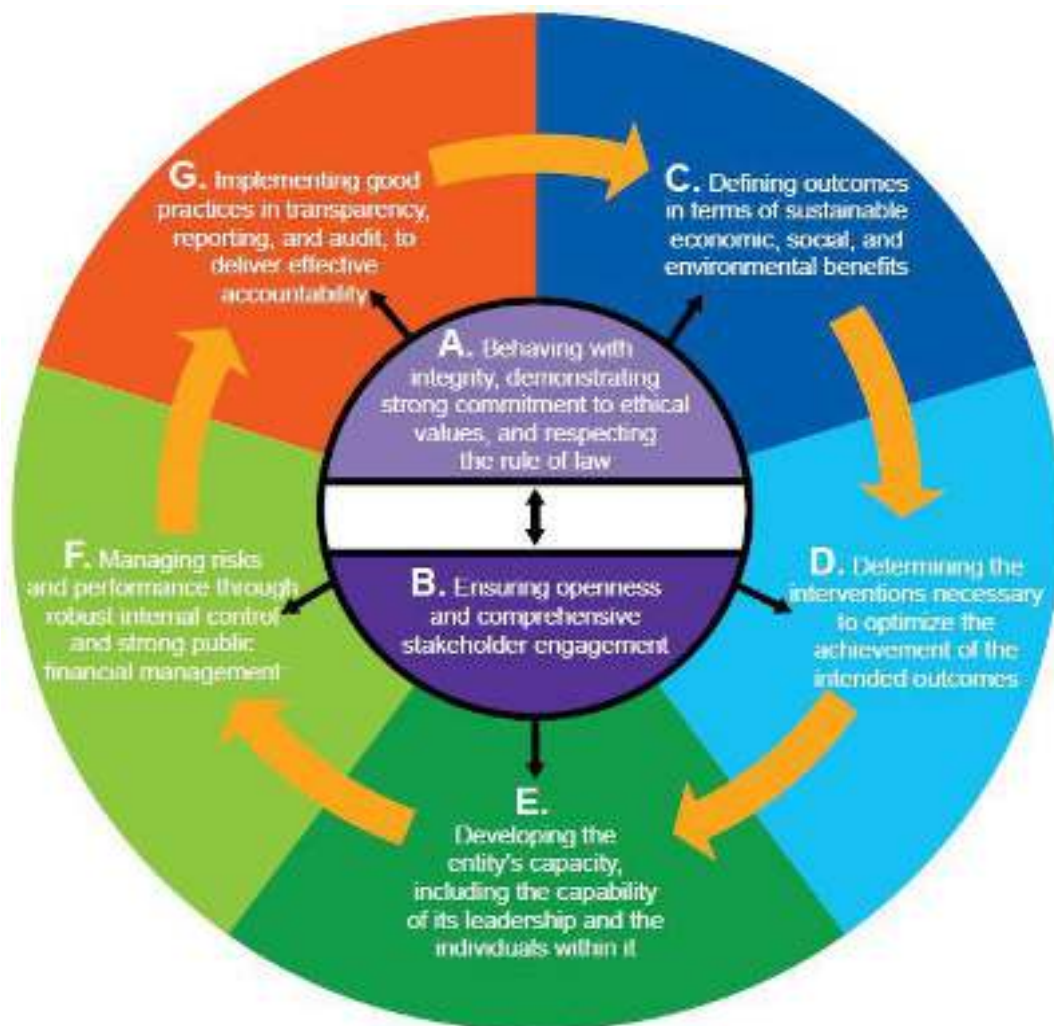 A. Behaving with
integrity, demonstrating
strong commitment to ethical
values, and respecting
the rule of law
B. Ensuring openness
and comprehensive
stakeholder engagement
C. Defining outcomes
in terms of sustainable
economic, social, and
environmental benefits
D. Determining the
interventions necessary
to optimize the
achievement of the
intended outcomes
E.
Developing the
entity's capacity,
including the capability
of its leadership and the
individuals within it
F. Managing risks
and performance through
robust internal control
and strong public
financial management
G. Implementing good
practices in transparency,
reporting, and audit, to
deliver effective
accountability